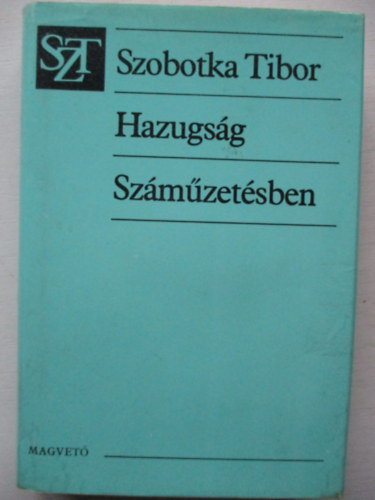 SZT
Szobotka Tibor
Hazugság
Száműzetésben
MAGVETŐ